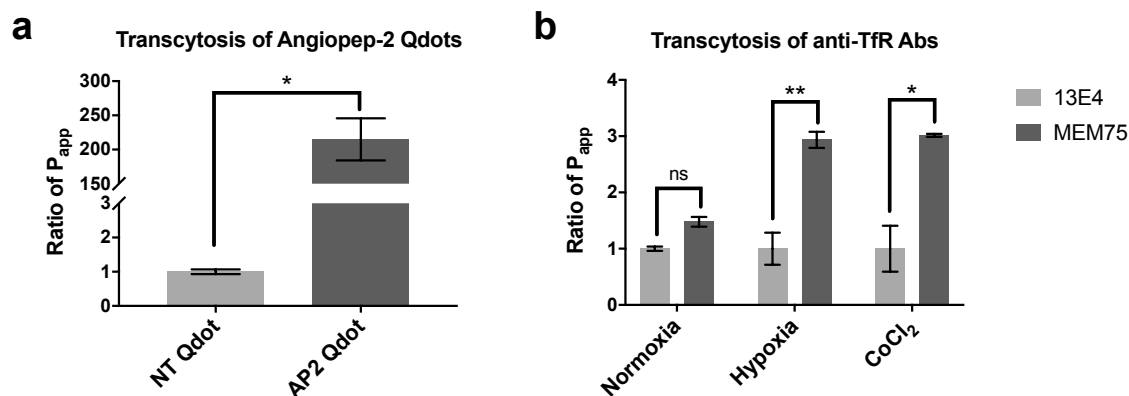 a
Transcytosis of Angiopep-2 Qdots
Ratio of Papp
300
250
200
150
3
2
1
0
*
NT Qdot
AP2 Qdot
b
Transcytosis of anti-TfR Abs
Ratio of Papp
4
3
2
1
0
ns
**
*
Normoxia
Hypoxia
CoCl2
13E4
MEM75